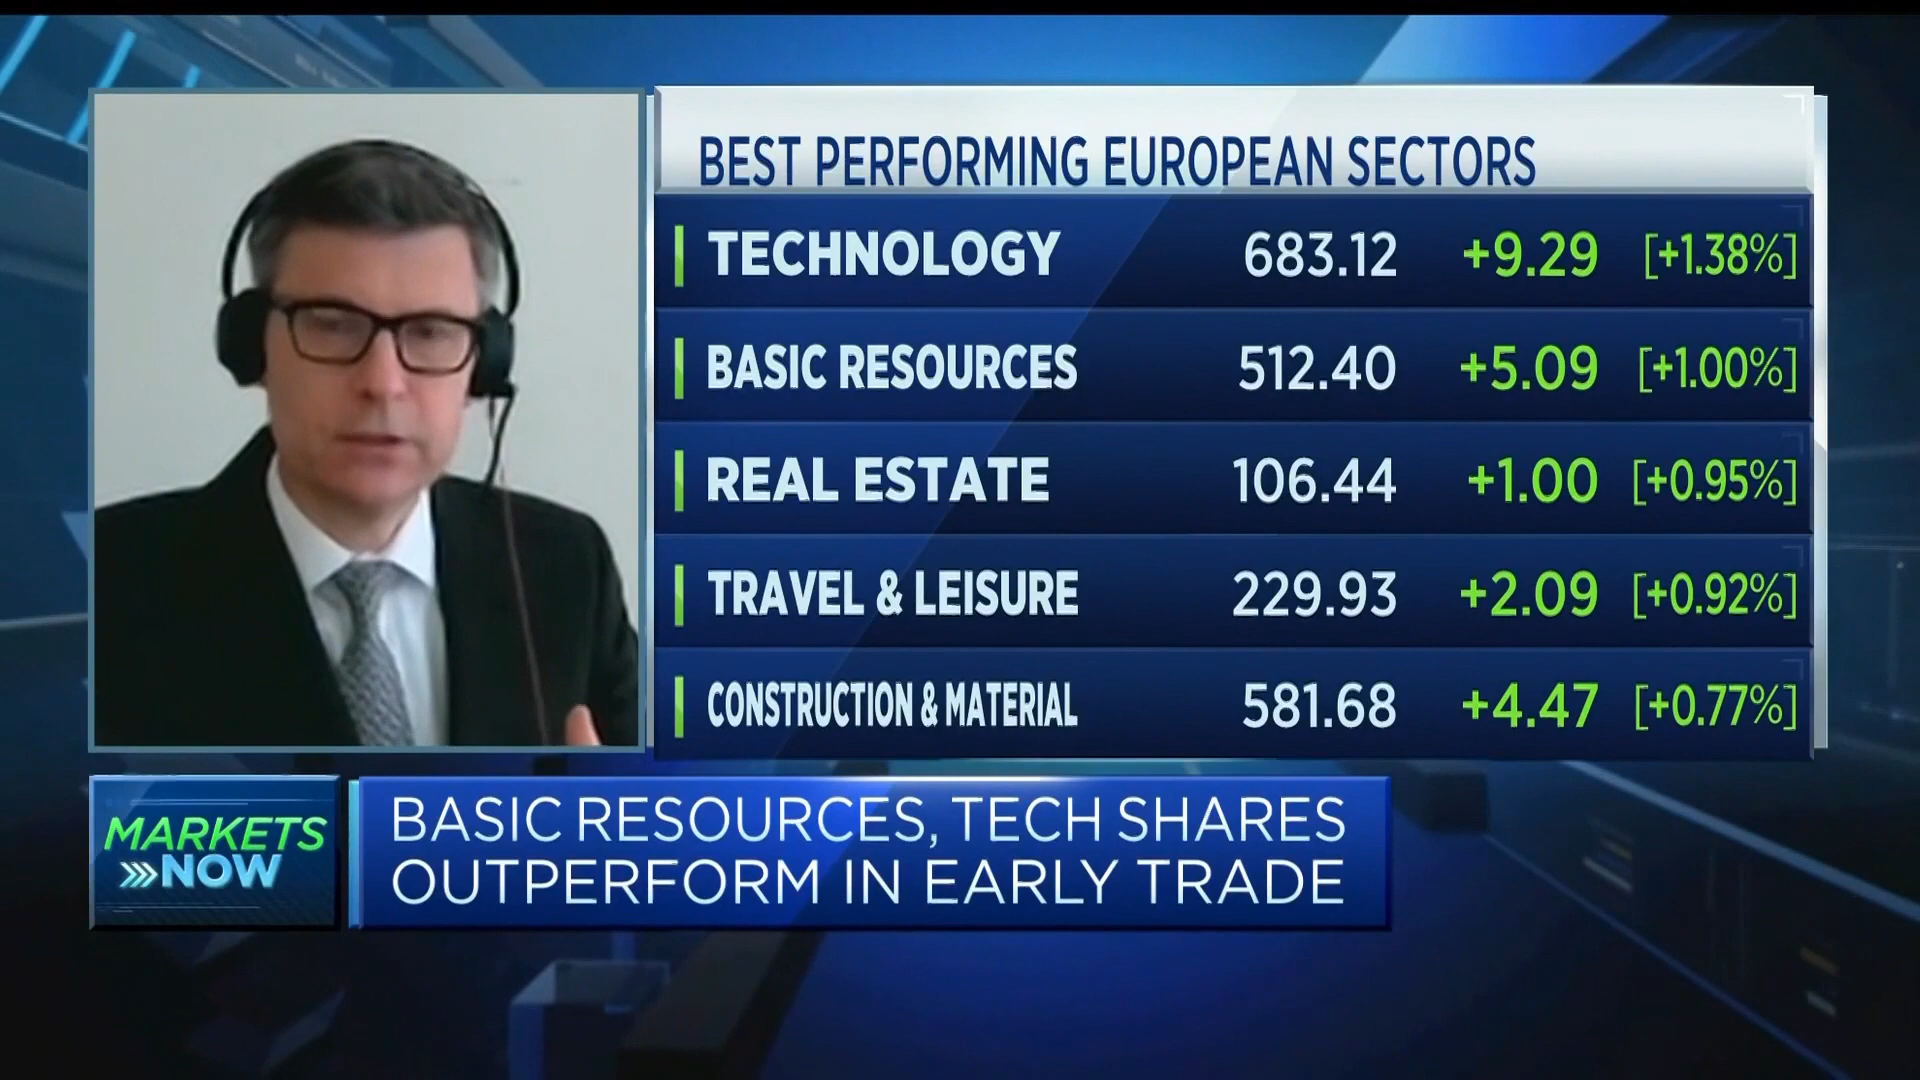 BEST PERFORMING EUROPEAN SECTORS
TECHNOLOGY 683.12 +9.29 [+1.38%]
BASIC RESOURCES 512.40 +5.09 [+1.00%]
REAL ESTATE 106.44 +1.00 [+0.95%]
TRAVEL & LEISURE 229.93 +2.09 [+0.92%]
CONSTRUCTION & MATERIAL 581.68 +4.47 [+0.77%]
MARKETS
NOW
BASIC RESOURCES, TECH SHARES
OUTPERFORM IN EARLY TRADE